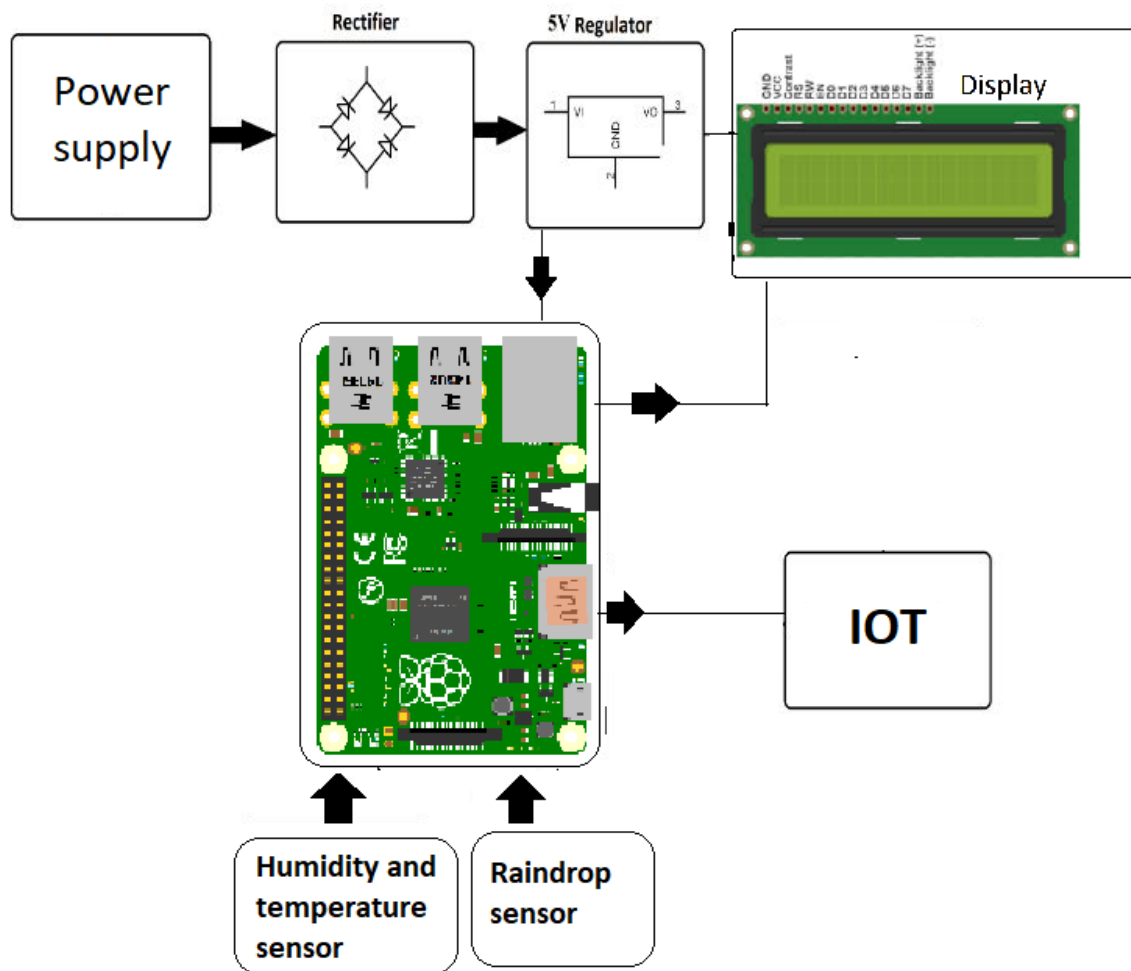 Rectifier
5V Regulator
Power
supply
1
VI
VO
3
GND
2
GND
VCC
Contrast
RS
RW
EN
D0
D1
D2
D3
D4
D5
D6
D7
Backlight (+)
Backlight (-)
Display
IOT
Humidity and
temperature
sensor
Raindrop
sensor